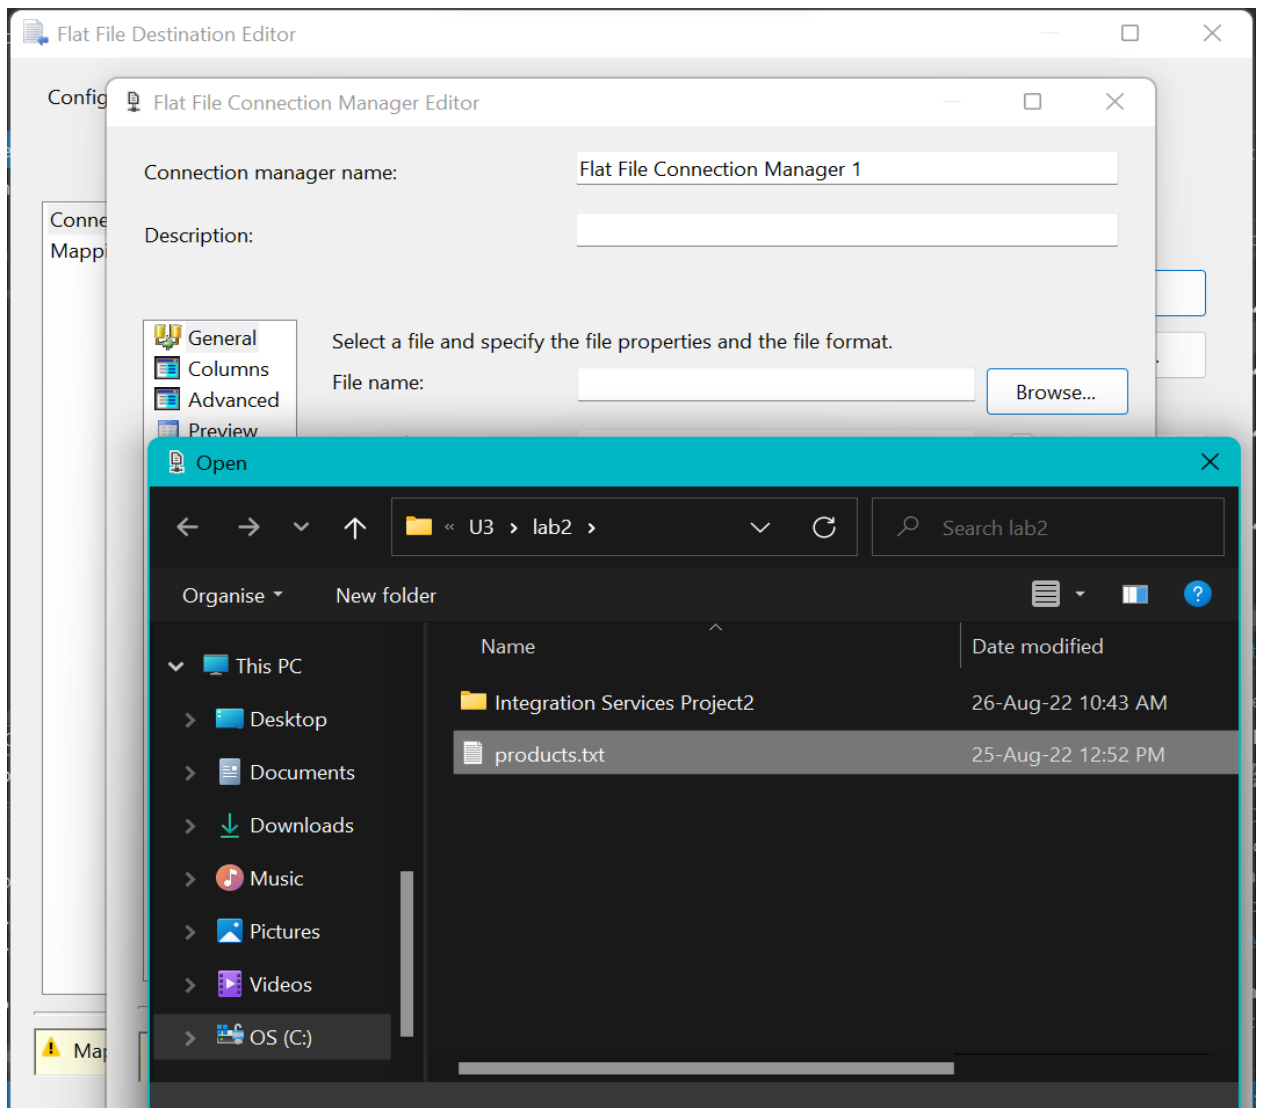 Flat File Destination Editor
Config
Flat File Connection Manager Editor
Connection manager name:
Flat File Connection Manager 1
Description:
Conne
Mappi
General
Columns
Advanced
Preview
Select a file and specify the file properties and the file format.
File name:
Browse...
Open
« U3 > lab2 >
Search lab2
Organise
New folder
?
Name
Date modified
This PC
Desktop
Documents
Downloads
Music
Pictures
Videos
OS (C:)
Integration Services Project2 26-Aug-22 10:43 AM
products.txt 25-Aug-22 12:52 PM
Map